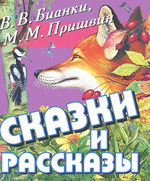 В. В. Бианки,
М. М. Пришвин
СКАЗКИ
И
РАССКАЗЫ